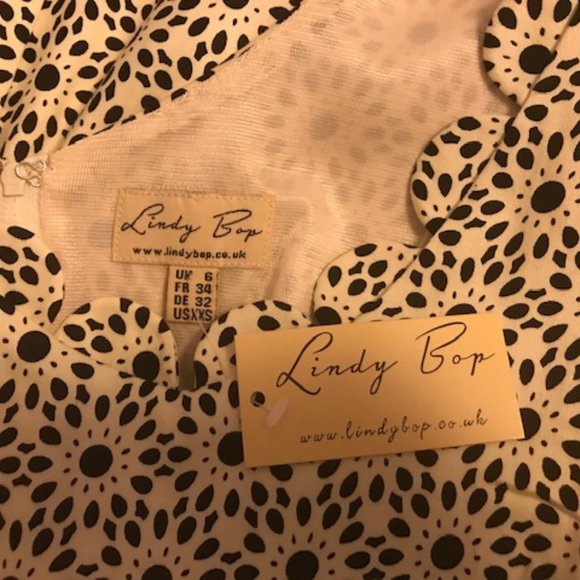 Lindy Bop
www.lindybop.co.uk
UK 6
FR 34
DE 32
US XXS
Lindy Bop
www.lindybop.co.uk